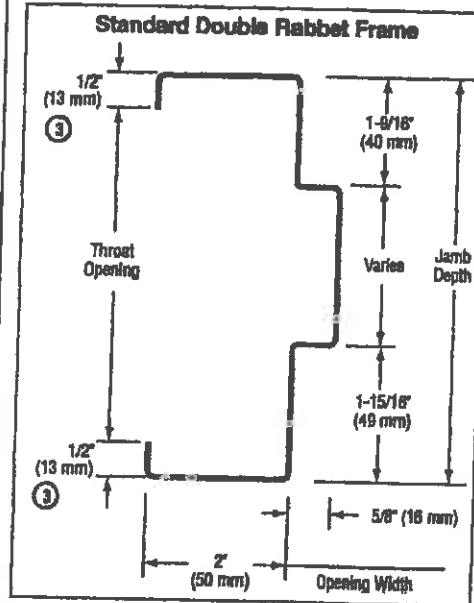 Standard Double Rabbet Frame
1/2"
(13 mm)
3
1-9/16"
(40 mm)
Throat
Opening
Varies
Jamb
Depth
1-15/16"
(49 mm)
1/2"
(13 mm)
3
5/8" (16 mm)
2"
(50 mm)
Opening Width